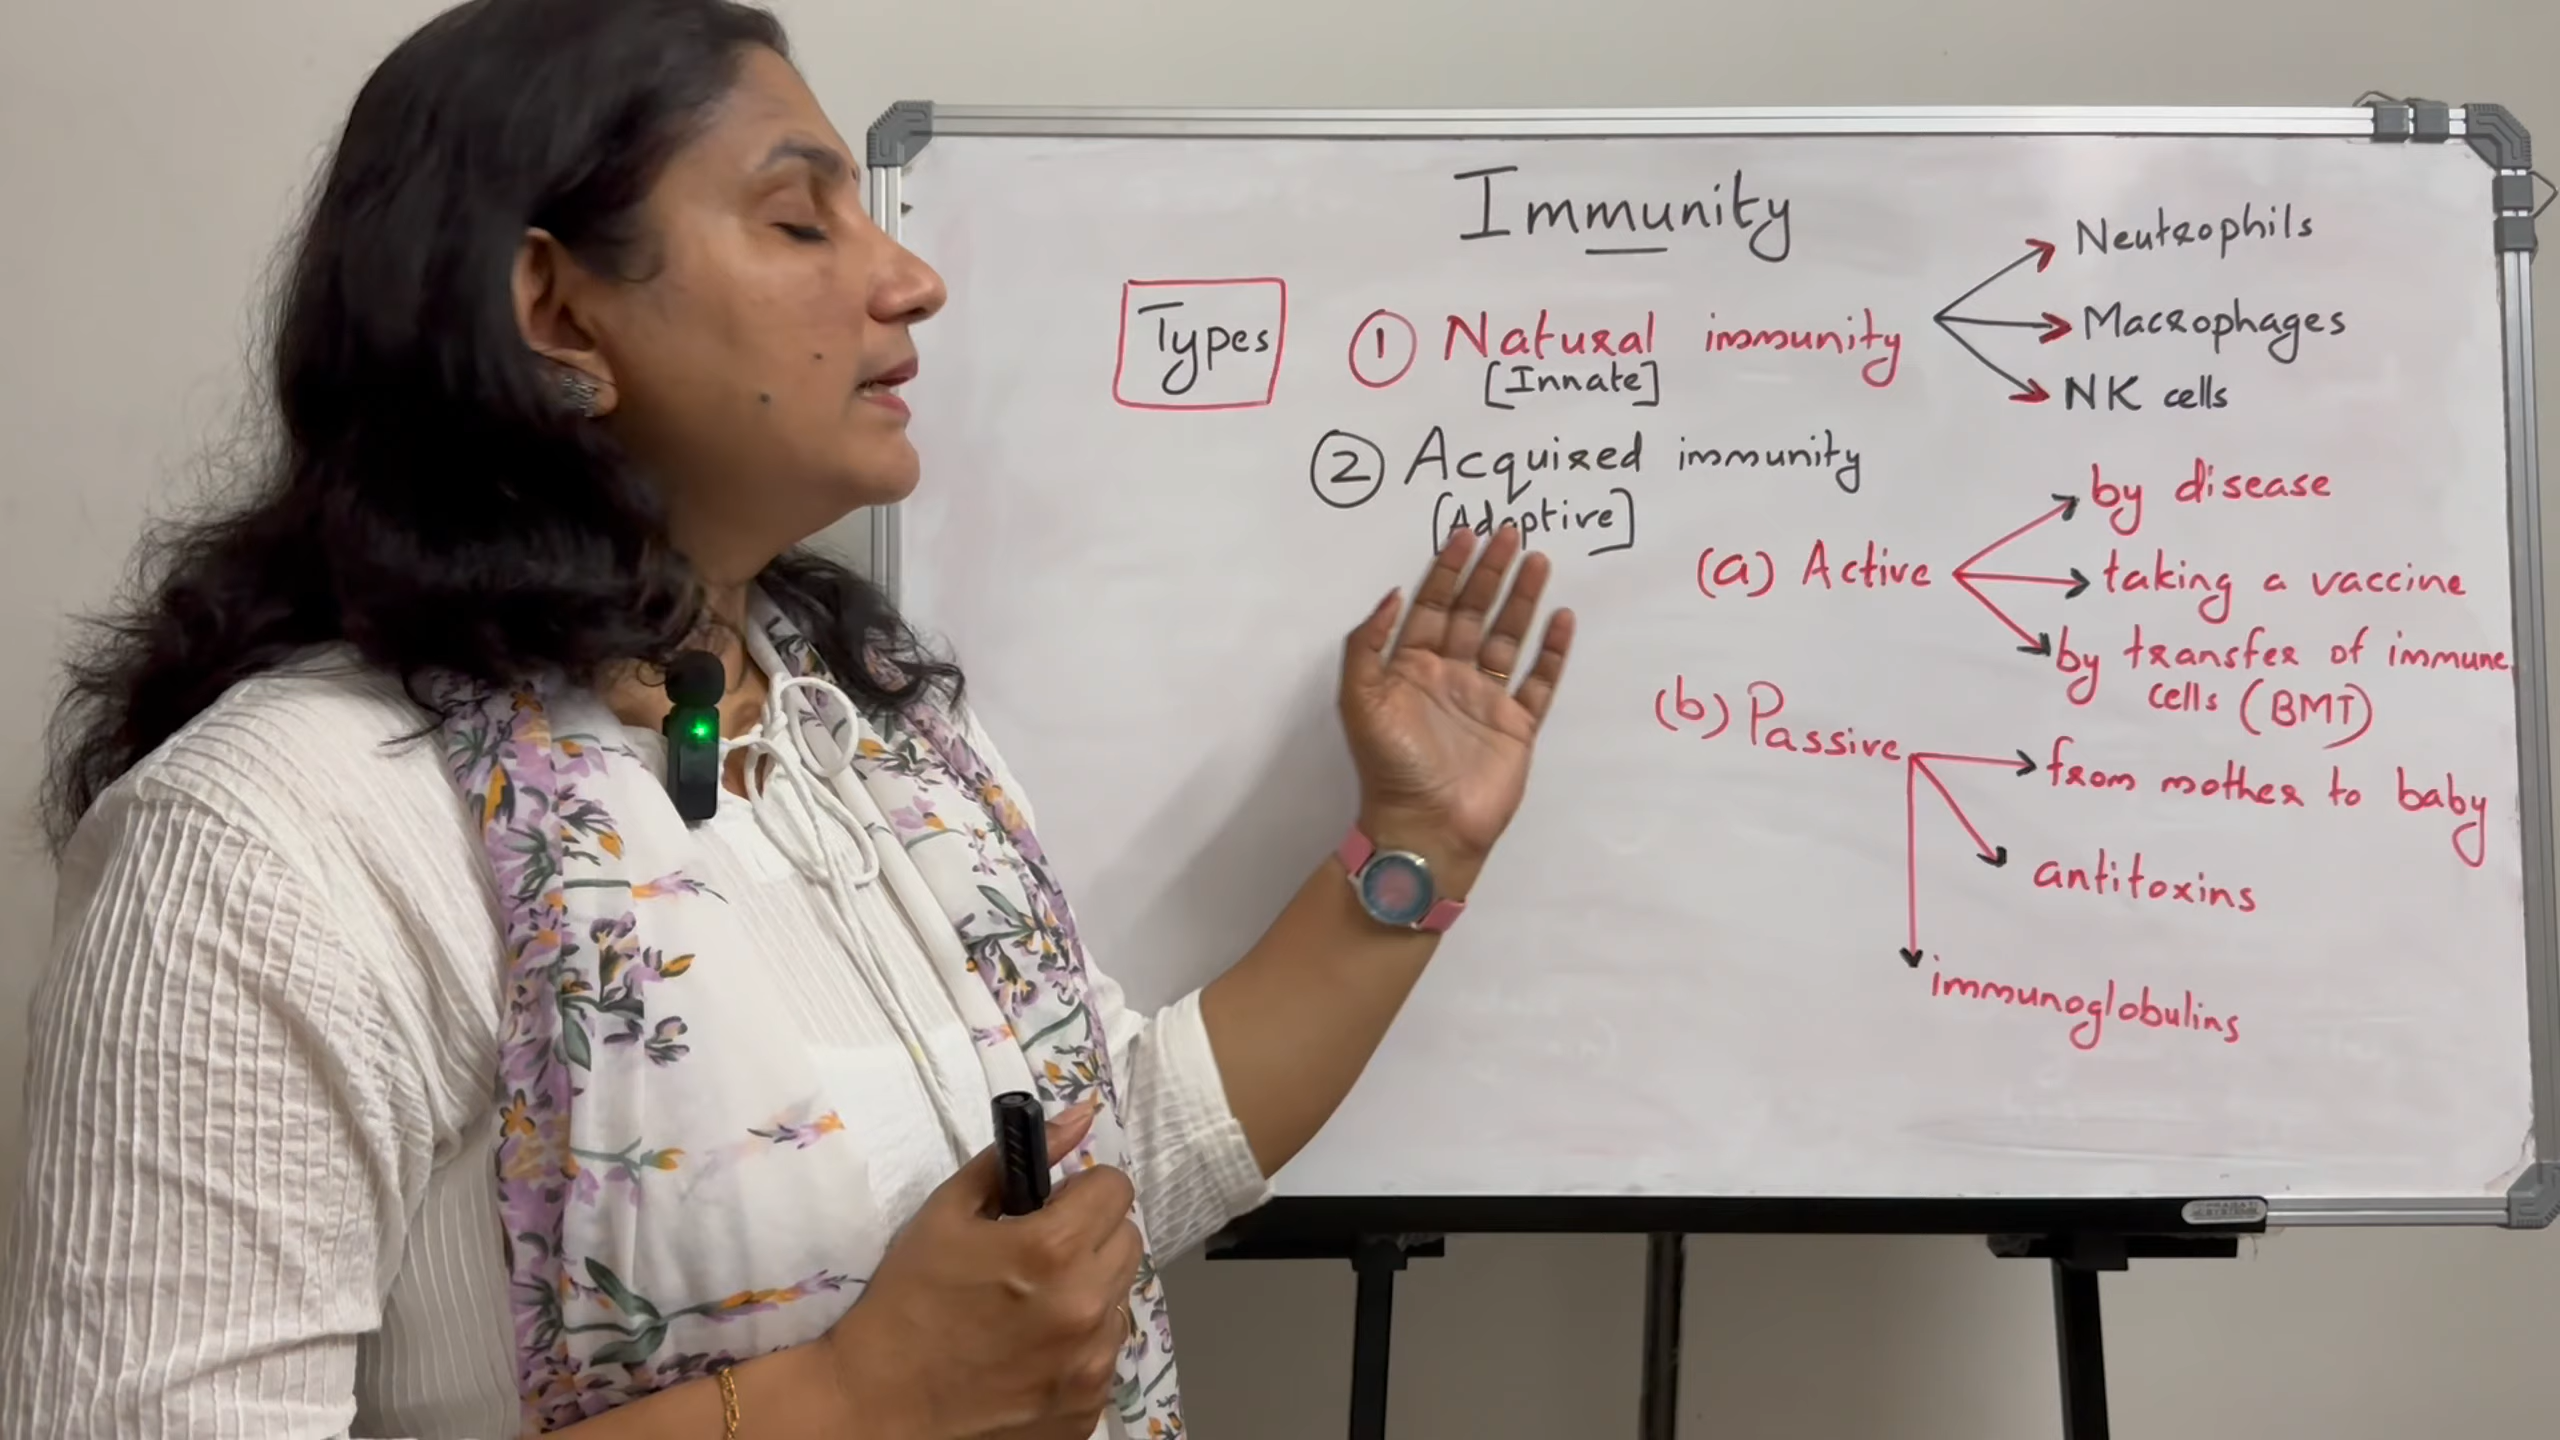 Immunity
Types
① Natural immunity
[Innate]
Neutrophils
Macrophages
NK cells
② Acquired immunity
[Adaptive]
(a) Active
by disease
taking a vaccine
by transfer of immune
cells (BMT)
(b) Passive
from mother to baby
antitoxins
immunoglobulins